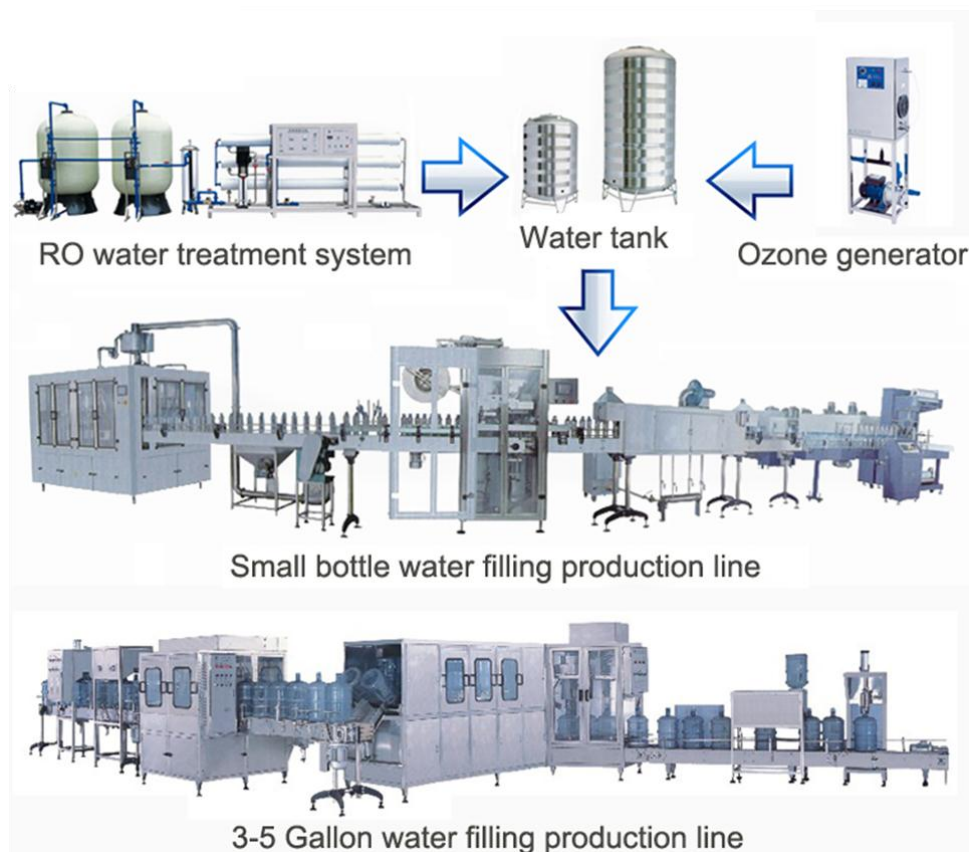 RO water treatment system
Water tank
Ozone generator
Small bottle water filling production line
3-5 Gallon water filling production line